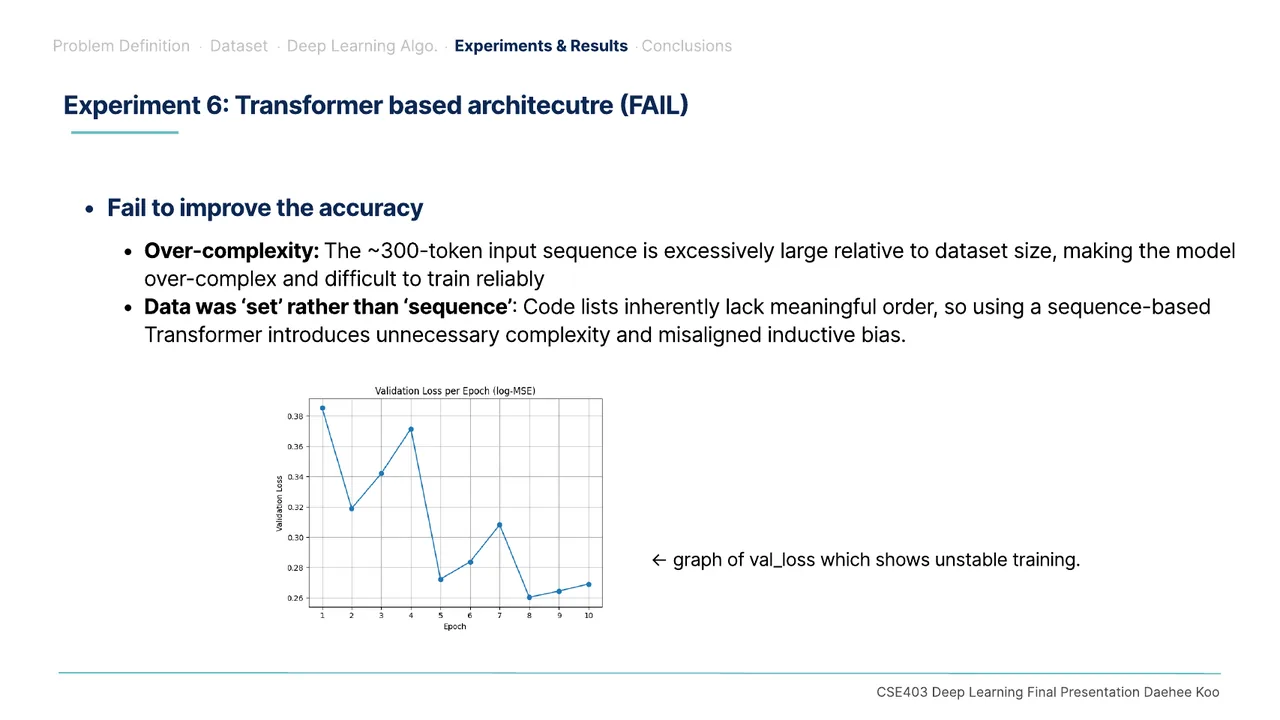 Problem Definition · Dataset · Deep Learning Algo. · Experiments & Results · Conclusions
Experiment 6: Transformer based architecutre (FAIL)
• Fail to improve the accuracy
• Over-complexity: The ~300-token input sequence is excessively large relative to dataset size, making the model
over-complex and difficult to train reliably
• Data was ‘set’ rather than ‘sequence’: Code lists inherently lack meaningful order, so using a sequence-based
Transformer introduces unnecessary complexity and misaligned inductive bias.
Validation Loss per Epoch (log-MSE)
Validation Loss
0.38
0.36
0.34
0.32
0.30
0.28
0.26
1 2 3 4 5 6 7 8 9 10
Epoch
← graph of val_loss which shows unstable training.
CSE403 Deep Learning Final Presentation Daehee Koo